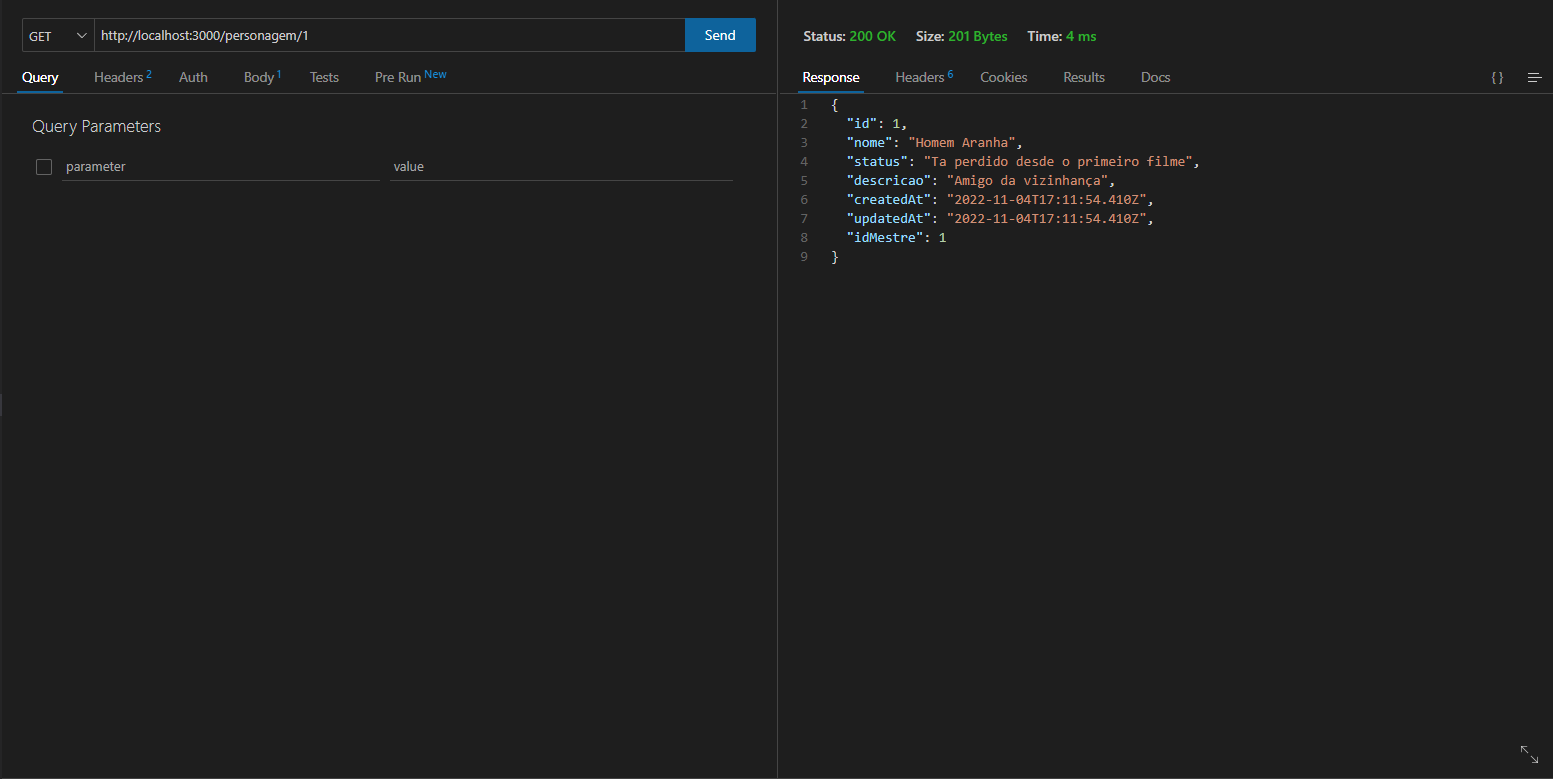 GET http://localhost:3000/personagem/1 Send
Query Headers 2 Auth Body 1 Tests Pre Run New
Query Parameters
parameter value
Status: 200 OK Size: 201 Bytes Time: 4 ms
Response Headers 6 Cookies Results Docs {}
1 {
2 "id": 1,
3 "nome": "Homem Aranha",
4 "status": "Ta perdido desde o primeiro filme",
5 "descricao": "Amigo da vizinhança",
6 "createdAt": "2022-11-04T17:11:54.410Z",
7 "updatedAt": "2022-11-04T17:11:54.410Z",
8 "idMestre": 1
9 }